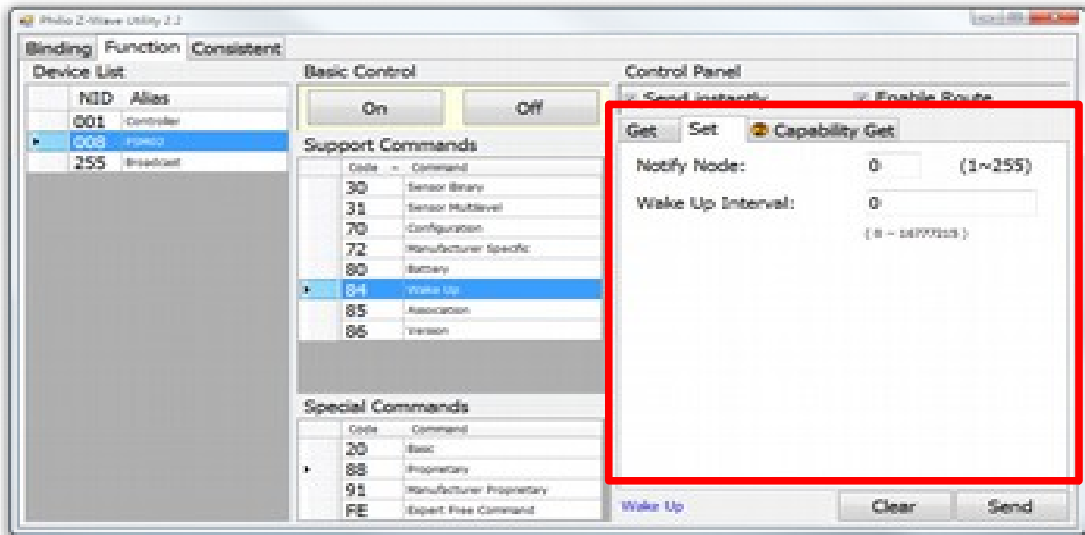 Philio Z-Wave Utility 2.2
Binding Function Consistent
Device List
NID Alias
001 Controller
008 PSM02
255 Broadcast
Basic Control
On Off
Support Commands
Code Command
30 Sensor Binary
31 Sensor Multilevel
70 Configuration
72 Manufacturer Specific
80 Battery
84 Wake Up
85 Association
86 Version
Special Commands
Code Command
20 Basic
88 Proprietary
91 Manufacturer Proprietary
FE Expert Free Command
Control Panel
Send instantly Enable Route
Get Set Capability Get
Notify Node: 0 (1~255)
Wake Up Interval: 0
( 0 ~ 16777215 )
Wake Up Clear Send